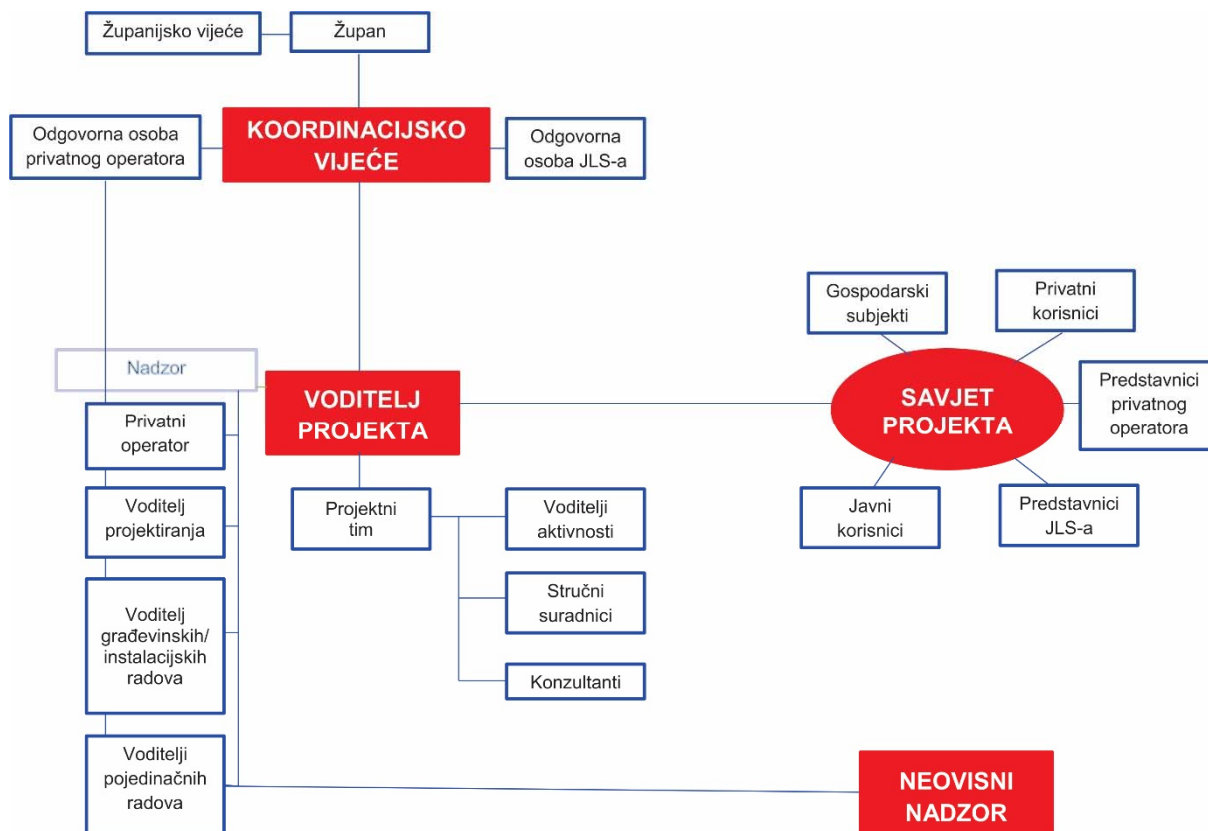 Županijsko vijeće
Župan
Odgovorna osoba
privatnog operatora
KOORDINACIJSKO
VIJEĆE
Odgovorna
osoba JLS-a
Gospodarski
subjekti
Privatni
korisnici
Nadzor
VODITELJ
PROJEKTA
SAVJET
PROJEKTA
Predstavnici
privatnog
operatora
Privatni
operator
Voditelj
projektiranja
Projektni
tim
Voditelji
aktivnosti
Javni
korisnici
Predstavnici
JLS-a
Voditelj
građevinskih/
instalacijskih
radova
Stručni
suradnici
Konzultanti
Voditelji
pojedinačnih
radova
NEOVISNI
NADZOR